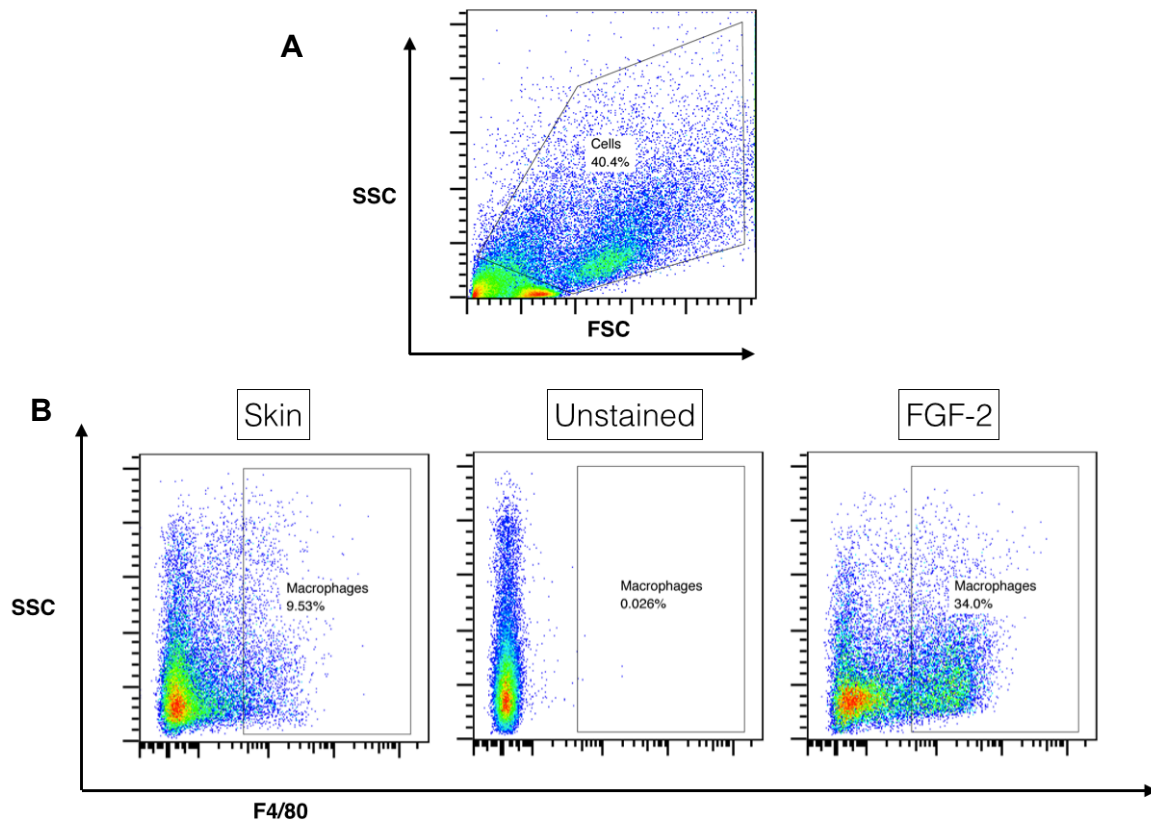 A
Cells
40.4%
SSC
FSC
B
Skin
Unstained
FGF-2
Macrophages
9.53%
Macrophages
0.026%
Macrophages
34.0%
SSC
F4/80